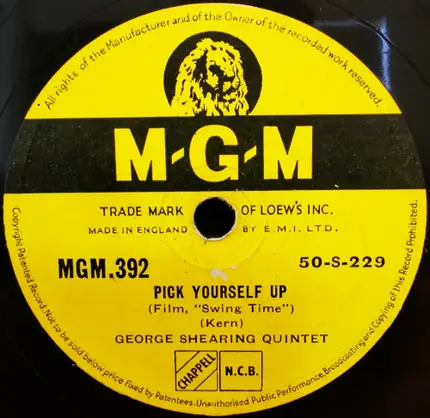 All rights of the Manufacturer and of the Owner of the recorded work reserved.
M-G-M
TRADE MARK OF LOEW'S INC.
MADE IN ENGLAND BY E.M.I. LTD.
MGM.392 50-S-229
PICK YOURSELF UP
(Film, "Swing Time")
(Kern)
GEORGE SHEARING QUINTET
CHAPPELL N.C.B.
Copyright Patented Record. Not to be sold below price fixed by Patentees. Unauthorised Public Performance, Broadcasting and Copying of this Record Prohibited.